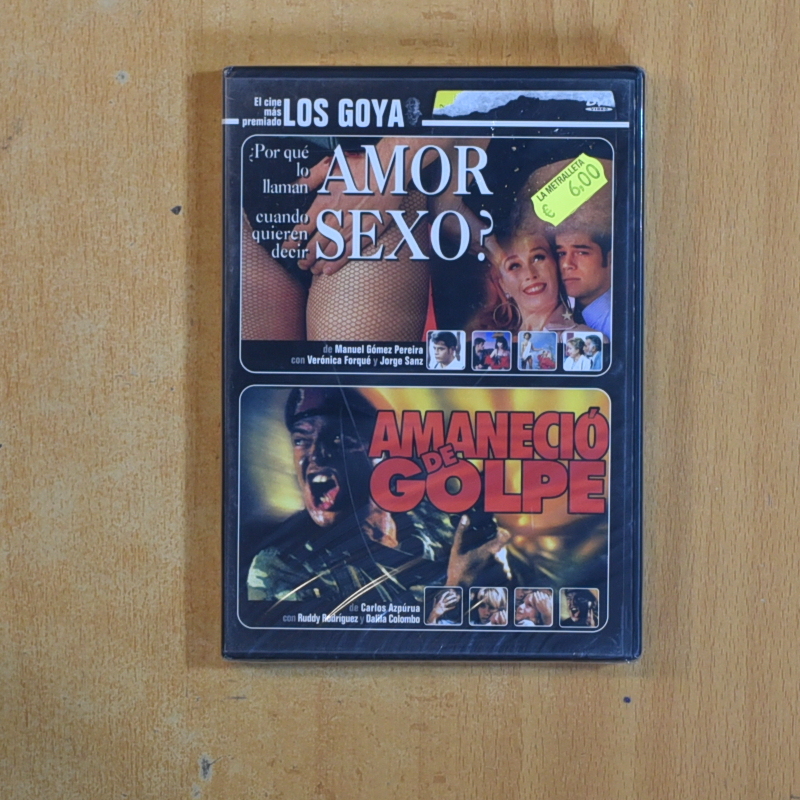 El cine
más
premiado
LOS GOYA
DVD
VIDEO
¿Por qué
lo
llaman
AMOR
cuando
quieren
decir
SEXO?
LA METRALLETA
€ 6,00
de Manuel Gómez Pereira
con Verónica Forqué y Jorge Sanz
AMANECIÓ
DE
GOLPE
de Carlos Azpúrua
con Ruddy Rodríguez y Dalila Colombo